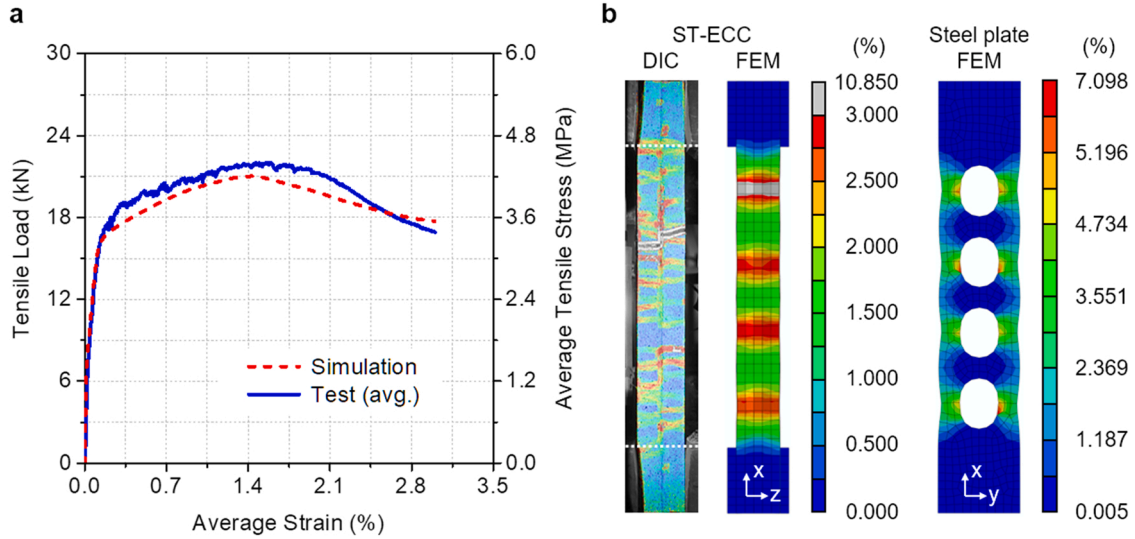 a
30
24
18
12
6
0
Tensile Load (kN)
0.0
0.7
1.4
2.1
2.8
3.5
Average Strain (%)
6.0
4.8
3.6
2.4
1.2
0.0
Average Tensile Stress (MPa)
Simulation
Test (avg.)
b
ST-ECC
DIC
FEM
(%)
10.850
3.000
2.500
2.000
1.500
1.000
0.500
0.000
x
z
Steel plate
FEM
(%)
7.098
5.196
4.734
3.551
2.369
1.187
0.005
x
y